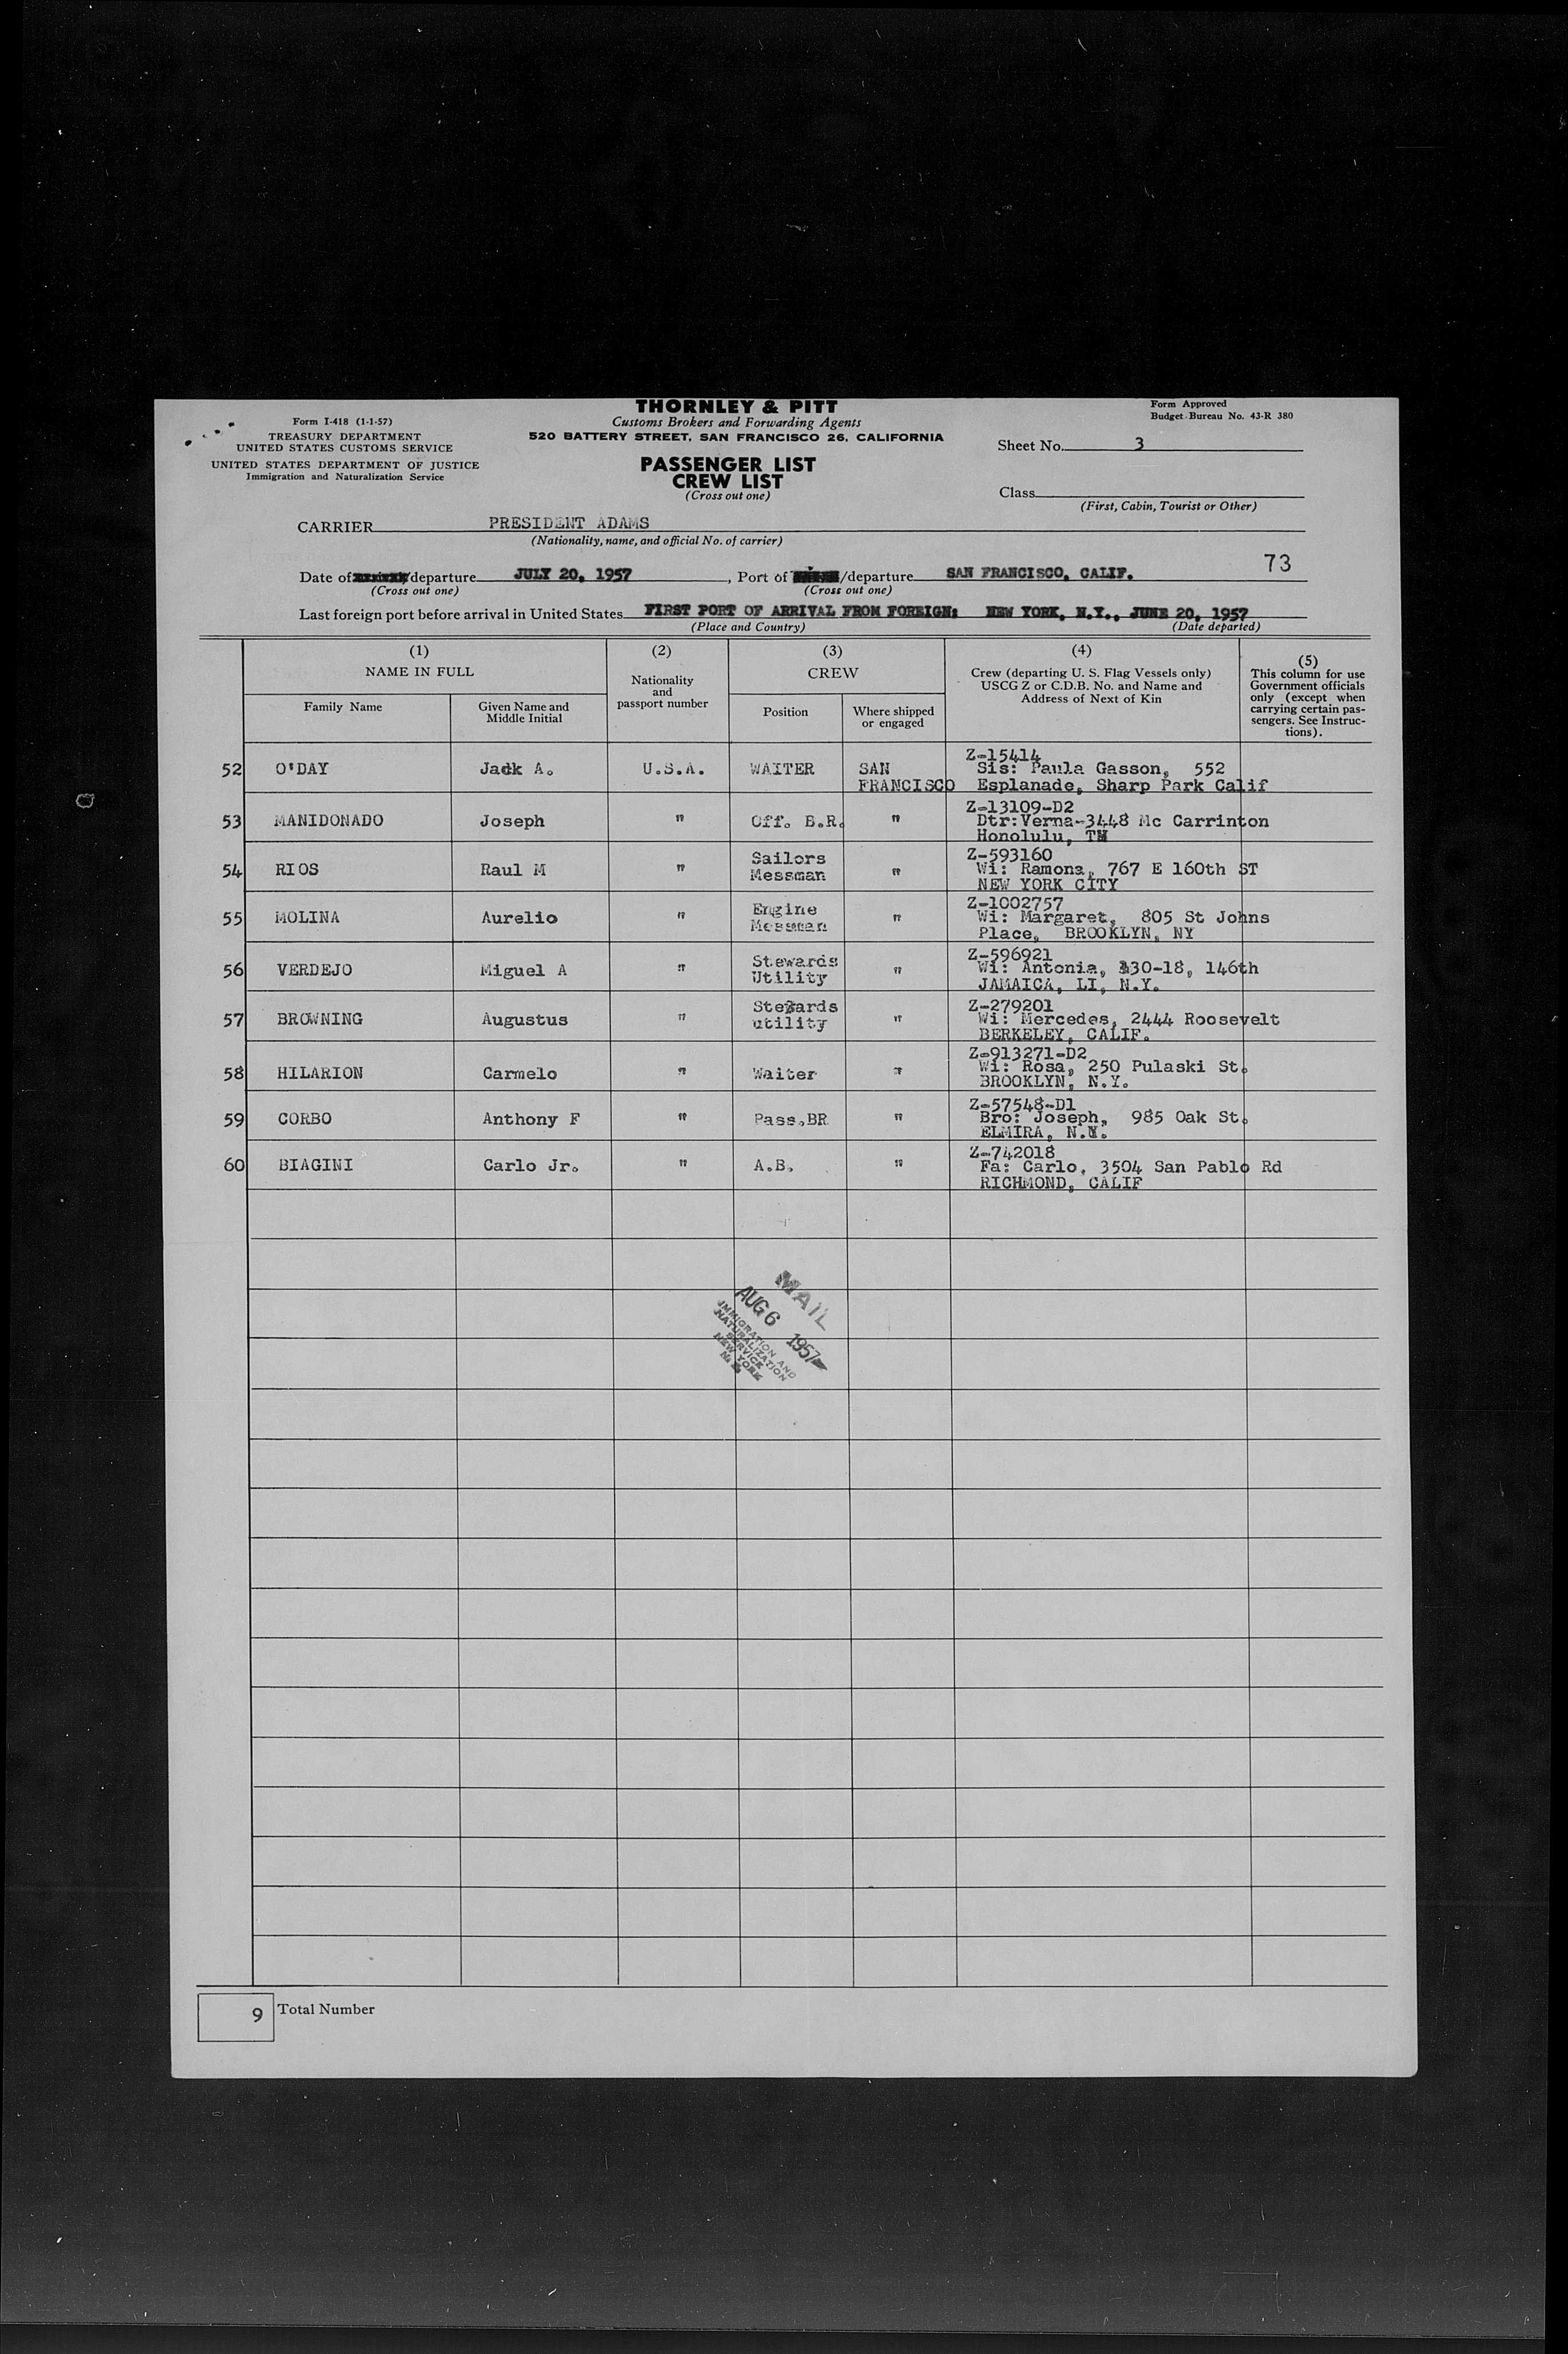 THORNLEY & PITT
Customs Brokers and Forwarding Agents
520 BATTERY STREET, SAN FRANCISCO 26, CALIFORNIA
Form I-418 (1-1-57)
TREASURY DEPARTMENT
UNITED STATES CUSTOMS SERVICE
UNITED STATES DEPARTMENT OF JUSTICE
Immigration and Naturalization Service
Form Approved
Budget Bureau No. 43-R 380
PASSENGER LIST
CREW LIST
(Cross out one)
Sheet No. 3
Class
(First, Cabin, Tourist or Other)
CARRIER PRESIDENT ADAMS
(Nationality, name, and official No. of carrier)
73
Date of /departure JULY 20, 1957, Port of /departure SAN FRANCISCO, CALIF.
(Cross out one) (Cross out one)
Last foreign port before arrival in United States FIRST PORT OF ARRIVAL FROM FOREIGN: NEW YORK, N.Y., JUNE 20, 1957
(Place and Country) (Date departed)
(1)
NAME IN FULL
Family Name
Given Name and
Middle Initial
(2)
Nationality
and
passport number
(3)
CREW
Position
Where shipped
or engaged
(4)
Crew (departing U. S. Flag Vessels only)
USCG Z or C.D.B. No. and Name and
Address of Next of Kin
(5)
This column for use
Government officials
only (except when
carrying certain pas-
sengers. See Instruc-
tions).
Z-15414
52 O'DAY Jack A. U.S.A. WAITER SAN Sis: Paula Gasson, 552
FRANCISCO Esplanade, Sharp Park Calif
Z-13109-D2
53 MANIDONADO Joseph " Off. B.R. " Dtr:Verna-3448 Mc Carrinton
Honolulu, TH
Sailors Z-593160
54 RIOS Raul M " Messman " Wi: Ramona, 767 E 160th ST
NEW YORK CITY
Engine Z-1002757
55 MOLINA Aurelio " Messman " Wi: Margaret, 805 St Johns
Place, BROOKLYN, NY
Stewards Z-596921
56 VERDEJO Miguel A " Utility " Wi: Antonia, 130-18, 146th
JAMAICA, LI, N.Y.
Stewards Z-279201
57 BROWNING Augustus " utility " Wi: Mercedes, 2444 Roosevelt
BERKELEY, CALIF.
Z-913271-D2
58 HILARION Carmelo " Waiter " Wi: Rosa, 250 Pulaski St.
BROOKLYN, N.Y.
Z-57548-D1
59 CORBO Anthony F " Pass.BR " Bro: Joseph, 985 Oak St.
ELMIRA, N.Y.
Z-742018
60 BIAGINI Carlo Jr. " A.B. " Fa: Carlo, 3504 San Pablo Rd
RICHMOND, CALIF
MAIL
AUG 6 1957
IMMIGRATION AND
NATURALIZATION
SERVICE
NEW YORK
9 Total Number